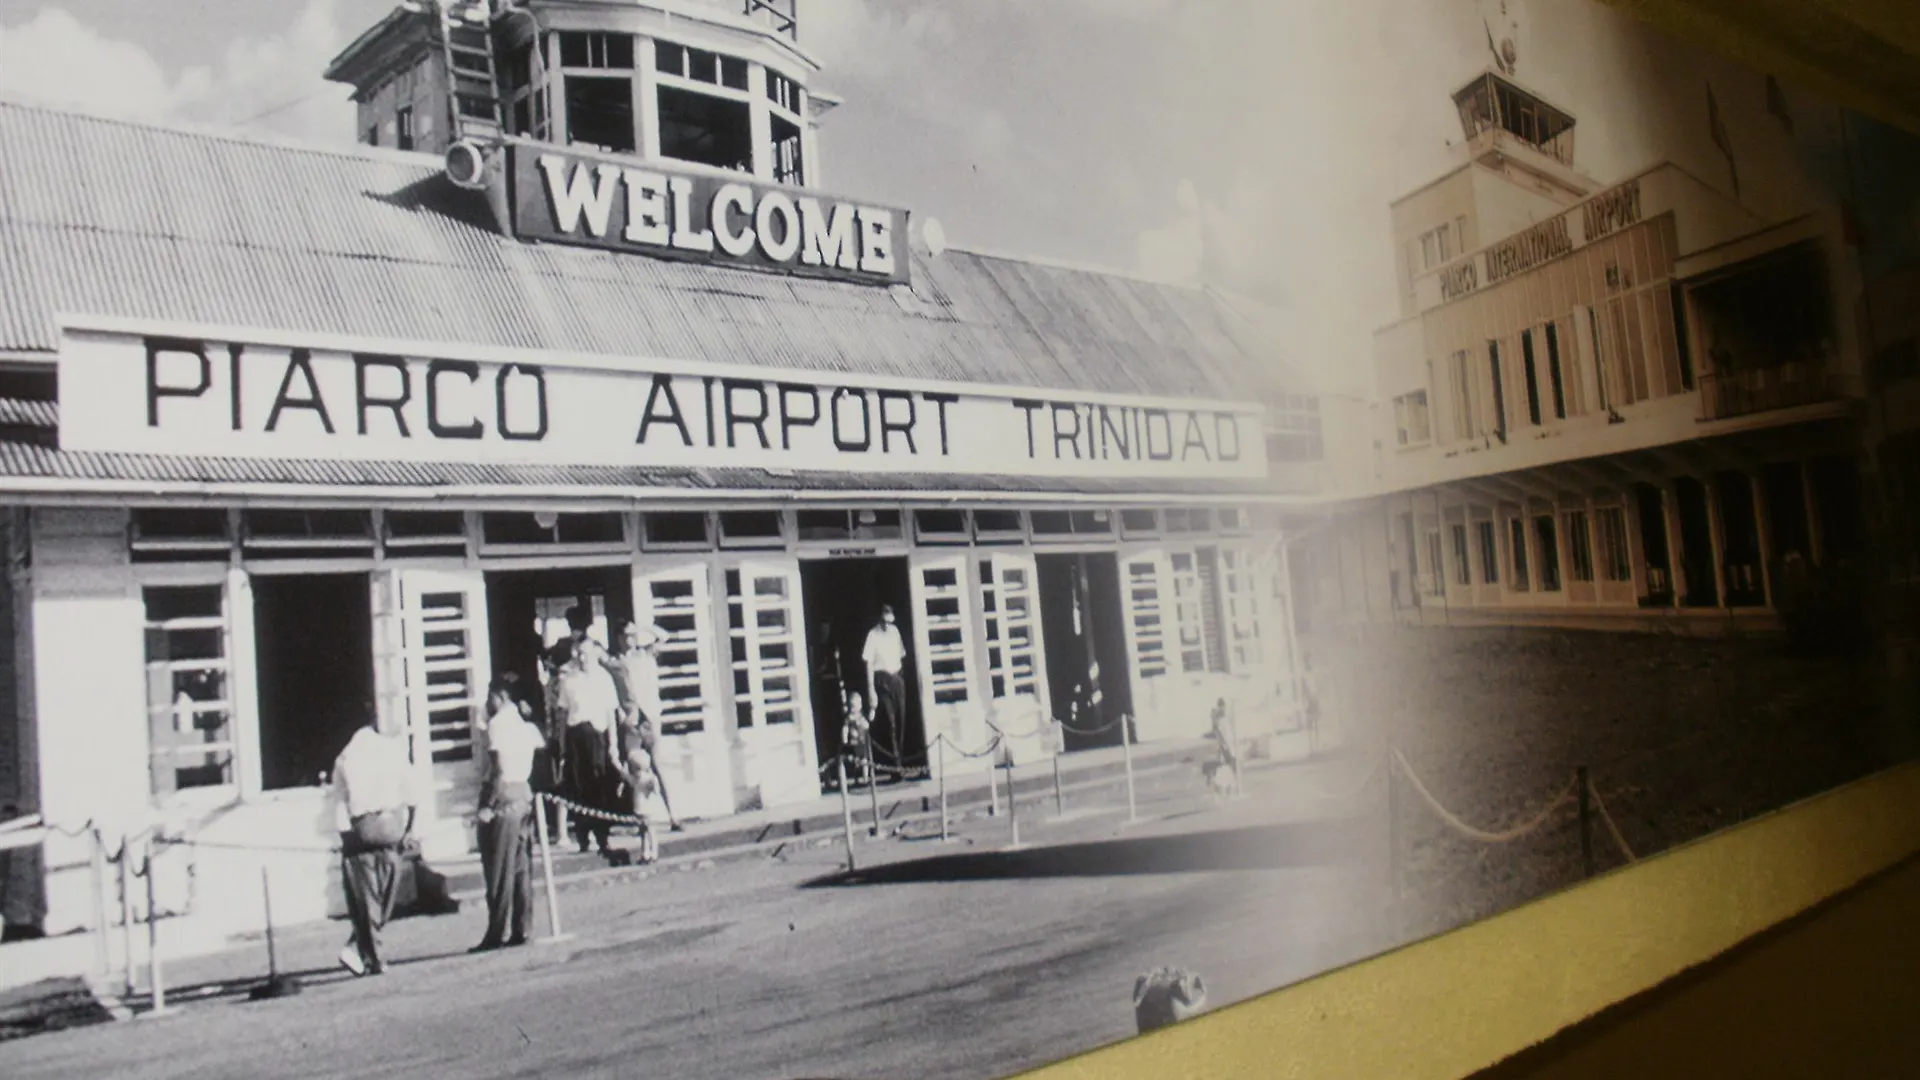 WELCOME
PIARCO AIRPORT TRINIDAD
PIARCO INTERNATIONAL AIRPORT